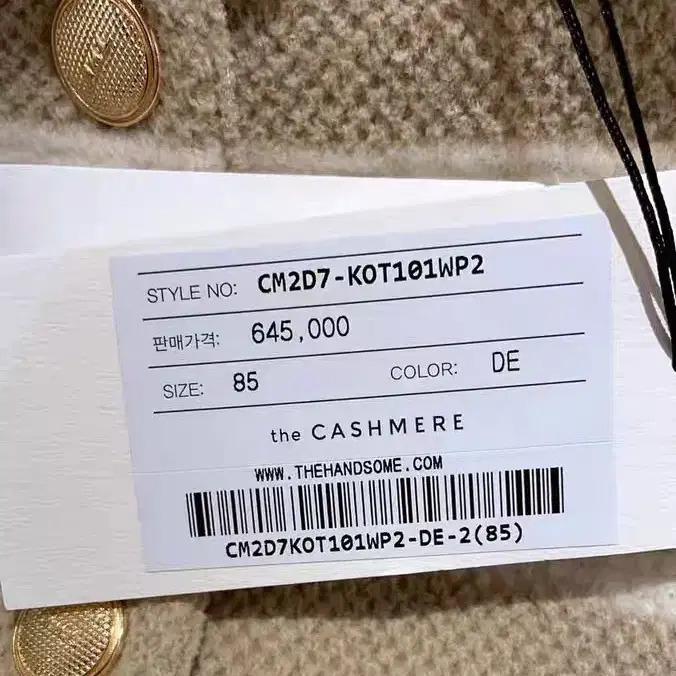 STYLE NO: CM2D7-KOT101WP2
판매가격: 645,000
SIZE: 85 COLOR: DE
the CASHMERE
WWW.THEHANDSOME.COM
CM2D7KOT101WP2-DE-2(85)